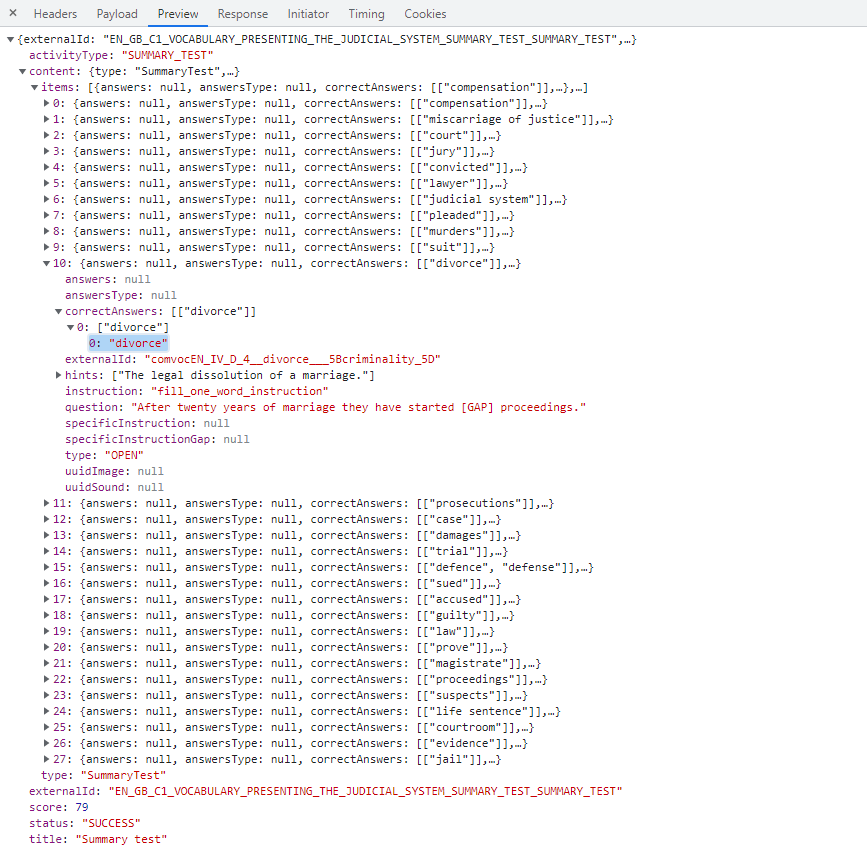 × Headers Payload Preview Response Initiator Timing Cookies
▼{externalId: "EN_GB_C1_VOCABULARY_PRESENTING_THE_JUDICIAL_SYSTEM_SUMMARY_TEST_SUMMARY_TEST",…}
activityType: "SUMMARY_TEST"
▼content: {type: "SummaryTest",…}
▼items: [{answers: null, answersType: null, correctAnswers: [["compensation"]],…},…]
▶0: {answers: null, answersType: null, correctAnswers: [["compensation"]],…}
▶1: {answers: null, answersType: null, correctAnswers: [["miscarriage of justice"]],…}
▶2: {answers: null, answersType: null, correctAnswers: [["court"]],…}
▶3: {answers: null, answersType: null, correctAnswers: [["jury"]],…}
▶4: {answers: null, answersType: null, correctAnswers: [["convicted"]],…}
▶5: {answers: null, answersType: null, correctAnswers: [["lawyer"]],…}
▶6: {answers: null, answersType: null, correctAnswers: [["judicial system"]],…}
▶7: {answers: null, answersType: null, correctAnswers: [["pleaded"]],…}
▶8: {answers: null, answersType: null, correctAnswers: [["murders"]],…}
▶9: {answers: null, answersType: null, correctAnswers: [["suit"]],…}
▼10: {answers: null, answersType: null, correctAnswers: [["divorce"]],…}
answers: null
answersType: null
▼correctAnswers: [["divorce"]]
▼0: ["divorce"]
0: "divorce"
externalId: "comvocEN_IV_D_4__divorce___5Bcriminality_5D"
▶hints: ["The legal dissolution of a marriage."]
instruction: "fill_one_word_instruction"
question: "After twenty years of marriage they have started [GAP] proceedings."
specificInstruction: null
specificInstructionGap: null
type: "OPEN"
uuidImage: null
uuidSound: null
▶11: {answers: null, answersType: null, correctAnswers: [["prosecutions"]],…}
▶12: {answers: null, answersType: null, correctAnswers: [["case"]],…}
▶13: {answers: null, answersType: null, correctAnswers: [["damages"]],…}
▶14: {answers: null, answersType: null, correctAnswers: [["trial"]],…}
▶15: {answers: null, answersType: null, correctAnswers: [["defence", "defense"]],…}
▶16: {answers: null, answersType: null, correctAnswers: [["sued"]],…}
▶17: {answers: null, answersType: null, correctAnswers: [["accused"]],…}
▶18: {answers: null, answersType: null, correctAnswers: [["guilty"]],…}
▶19: {answers: null, answersType: null, correctAnswers: [["law"]],…}
▶20: {answers: null, answersType: null, correctAnswers: [["prove"]],…}
▶21: {answers: null, answersType: null, correctAnswers: [["magistrate"]],…}
▶22: {answers: null, answersType: null, correctAnswers: [["proceedings"]],…}
▶23: {answers: null, answersType: null, correctAnswers: [["suspects"]],…}
▶24: {answers: null, answersType: null, correctAnswers: [["life sentence"]],…}
▶25: {answers: null, answersType: null, correctAnswers: [["courtroom"]],…}
▶26: {answers: null, answersType: null, correctAnswers: [["evidence"]],…}
▶27: {answers: null, answersType: null, correctAnswers: [["jail"]],…}
type: "SummaryTest"
externalId: "EN_GB_C1_VOCABULARY_PRESENTING_THE_JUDICIAL_SYSTEM_SUMMARY_TEST_SUMMARY_TEST"
score: 79
status: "SUCCESS"
title: "Summary test"